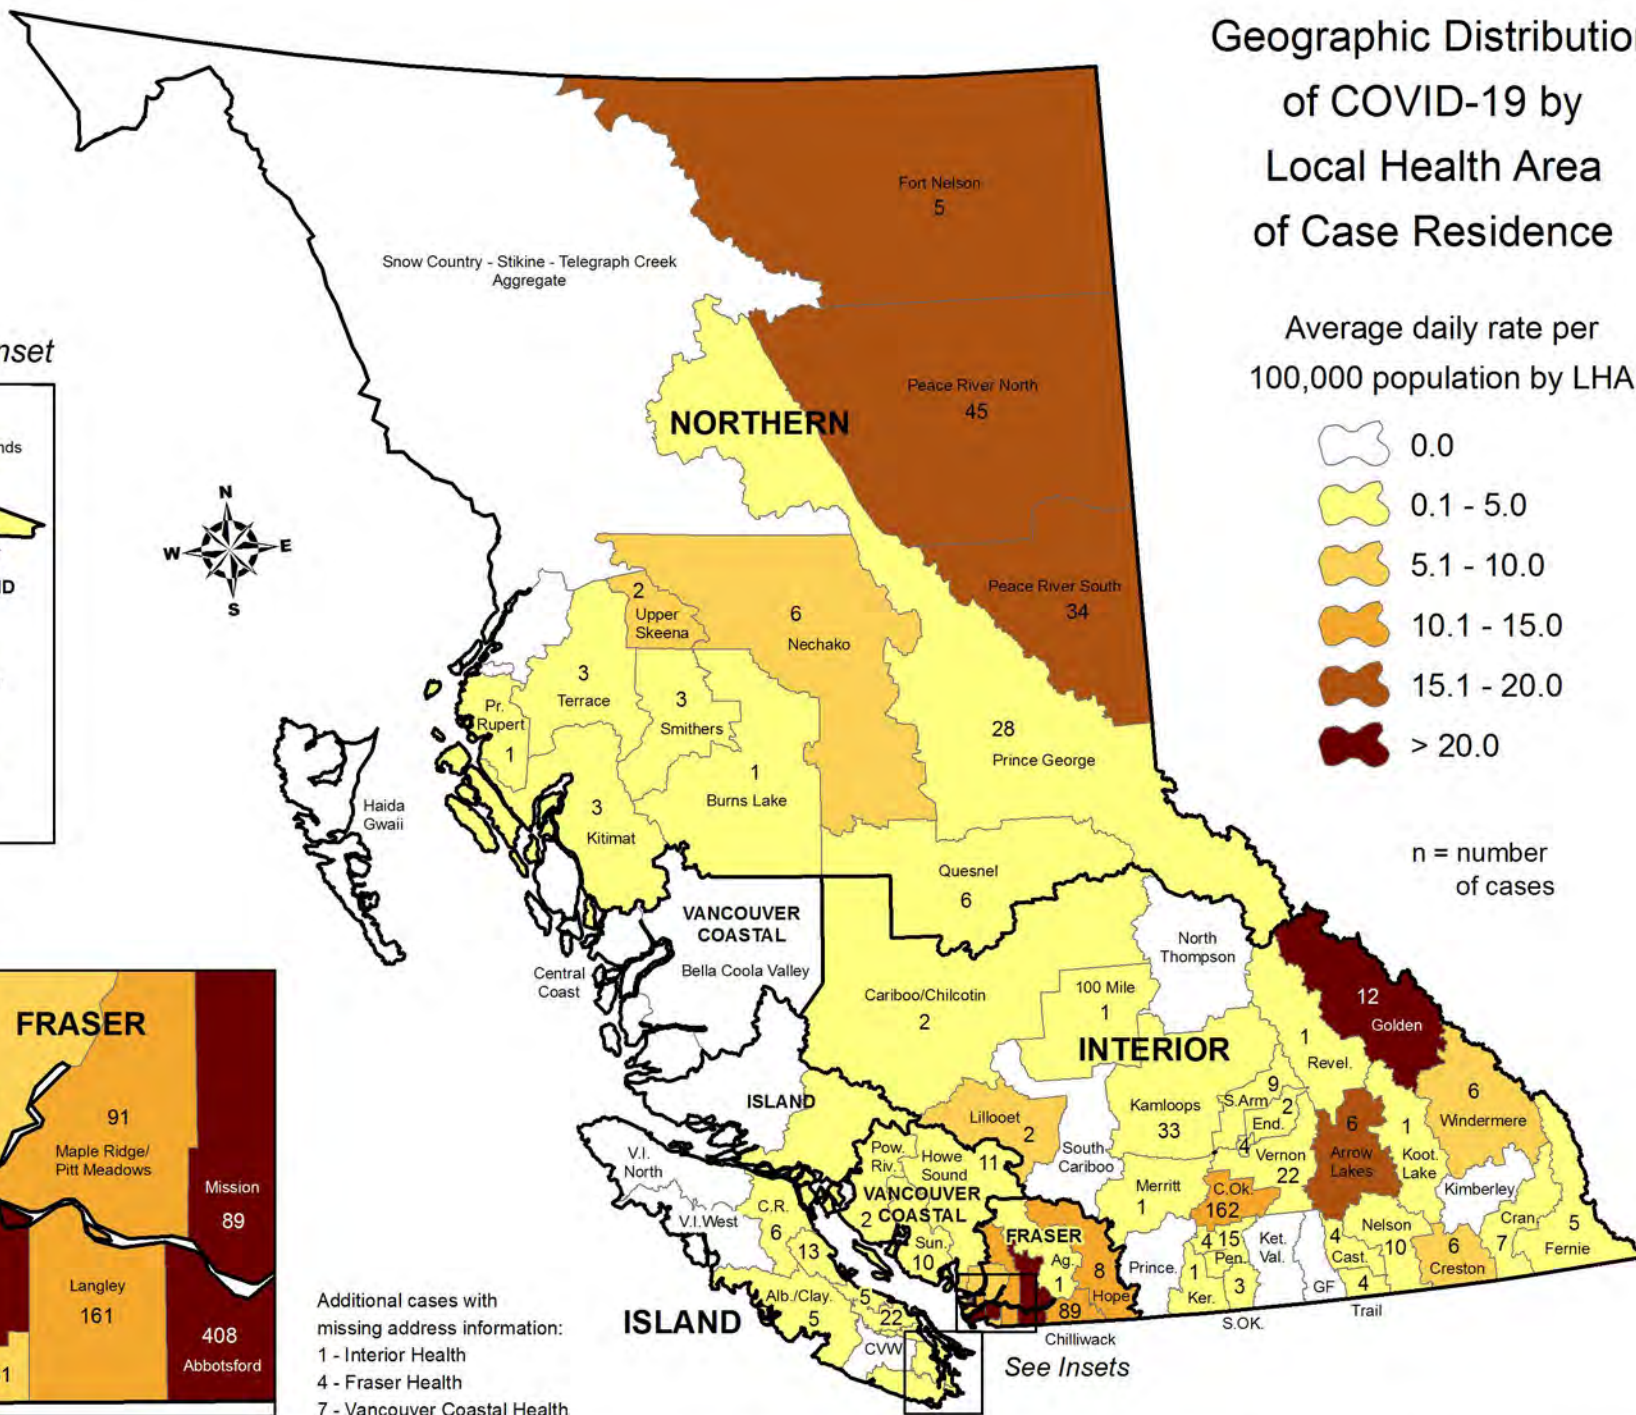 Geographic Distribution
of COVID-19 by
Local Health Area
of Case Residence
Average daily rate per
100,000 population by LHA
0.0
0.1 - 5.0
5.1 - 10.0
10.1 - 15.0
15.1 - 20.0
> 20.0
n = number
of cases
Fort Nelson
5
Snow Country - Stikine - Telegraph Creek
Aggregate
Peace River North
45
NORTHERN
Peace River South
34
N
W
E
S
2
Upper
Skeena
6
Nechako
3
Terrace
3
Smithers
Pr.
Rupert
1
28
Prince George
1
Burns Lake
3
Kitimat
Haida
Gwaii
Quesnel
6
VANCOUVER
COASTAL
Bella Coola Valley
Central
Coast
North
Thompson
Cariboo/Chilcotin
2
100 Mile
1
12
Golden
INTERIOR
1
Revel.
6
Windermere
ISLAND
Lillooet
2
Kamloops
33
9
S.Arm
2
End.
4
Vernon
22
6
Arrow
Lakes
1
Koot.
Lake
South
Cariboo
Kimberley
V.I.
North
Pow.
Riv.
Howe
Sound
11
VANCOUVER
COASTAL
2
Merritt
1
C.Ok.
162
V.I.West
C.R.
6
13
Sun.
10
FRASER
Ag.
1
8
Hope
89
Chilliwack
Prince.
4
15
Pen.
1
Ker.
3
S.OK.
Ket.
Val.
GF
4
Cast.
4
Trail
Nelson
10
6
Creston
Cran.
7
5
Fernie
Alb./Clay.
5
5
22
CVW
ISLAND
See Insets
Additional cases with
missing address information:
1 - Interior Health
4 - Fraser Health
7 - Vancouver Coastal Health
nset
nds
D
FRASER
91
Maple Ridge/
Pitt Meadows
Mission
89
Langley
161
408
Abbotsford
1